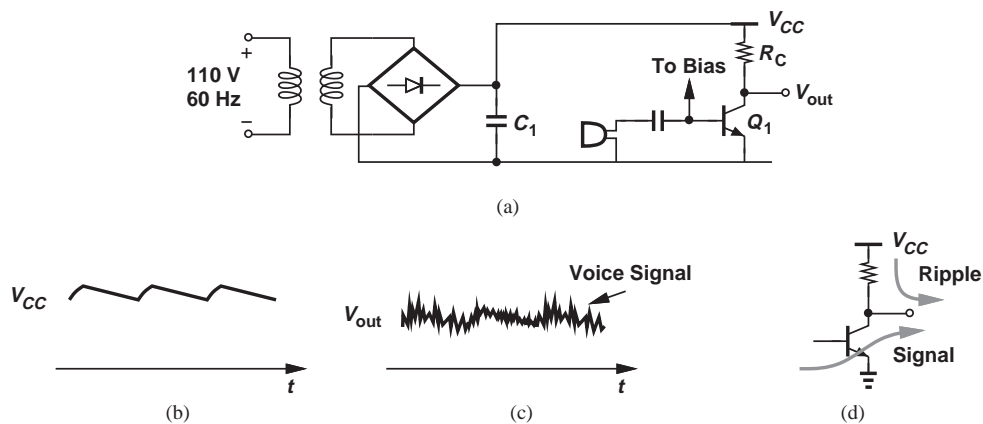 V_CC
R_C
To Bias
V_out
Q_1
+
110 V
60 Hz
−
C_1
(a)
V_CC
t
(b)
Voice Signal
V_out
t
(c)
V_CC
Ripple
Signal
(d)